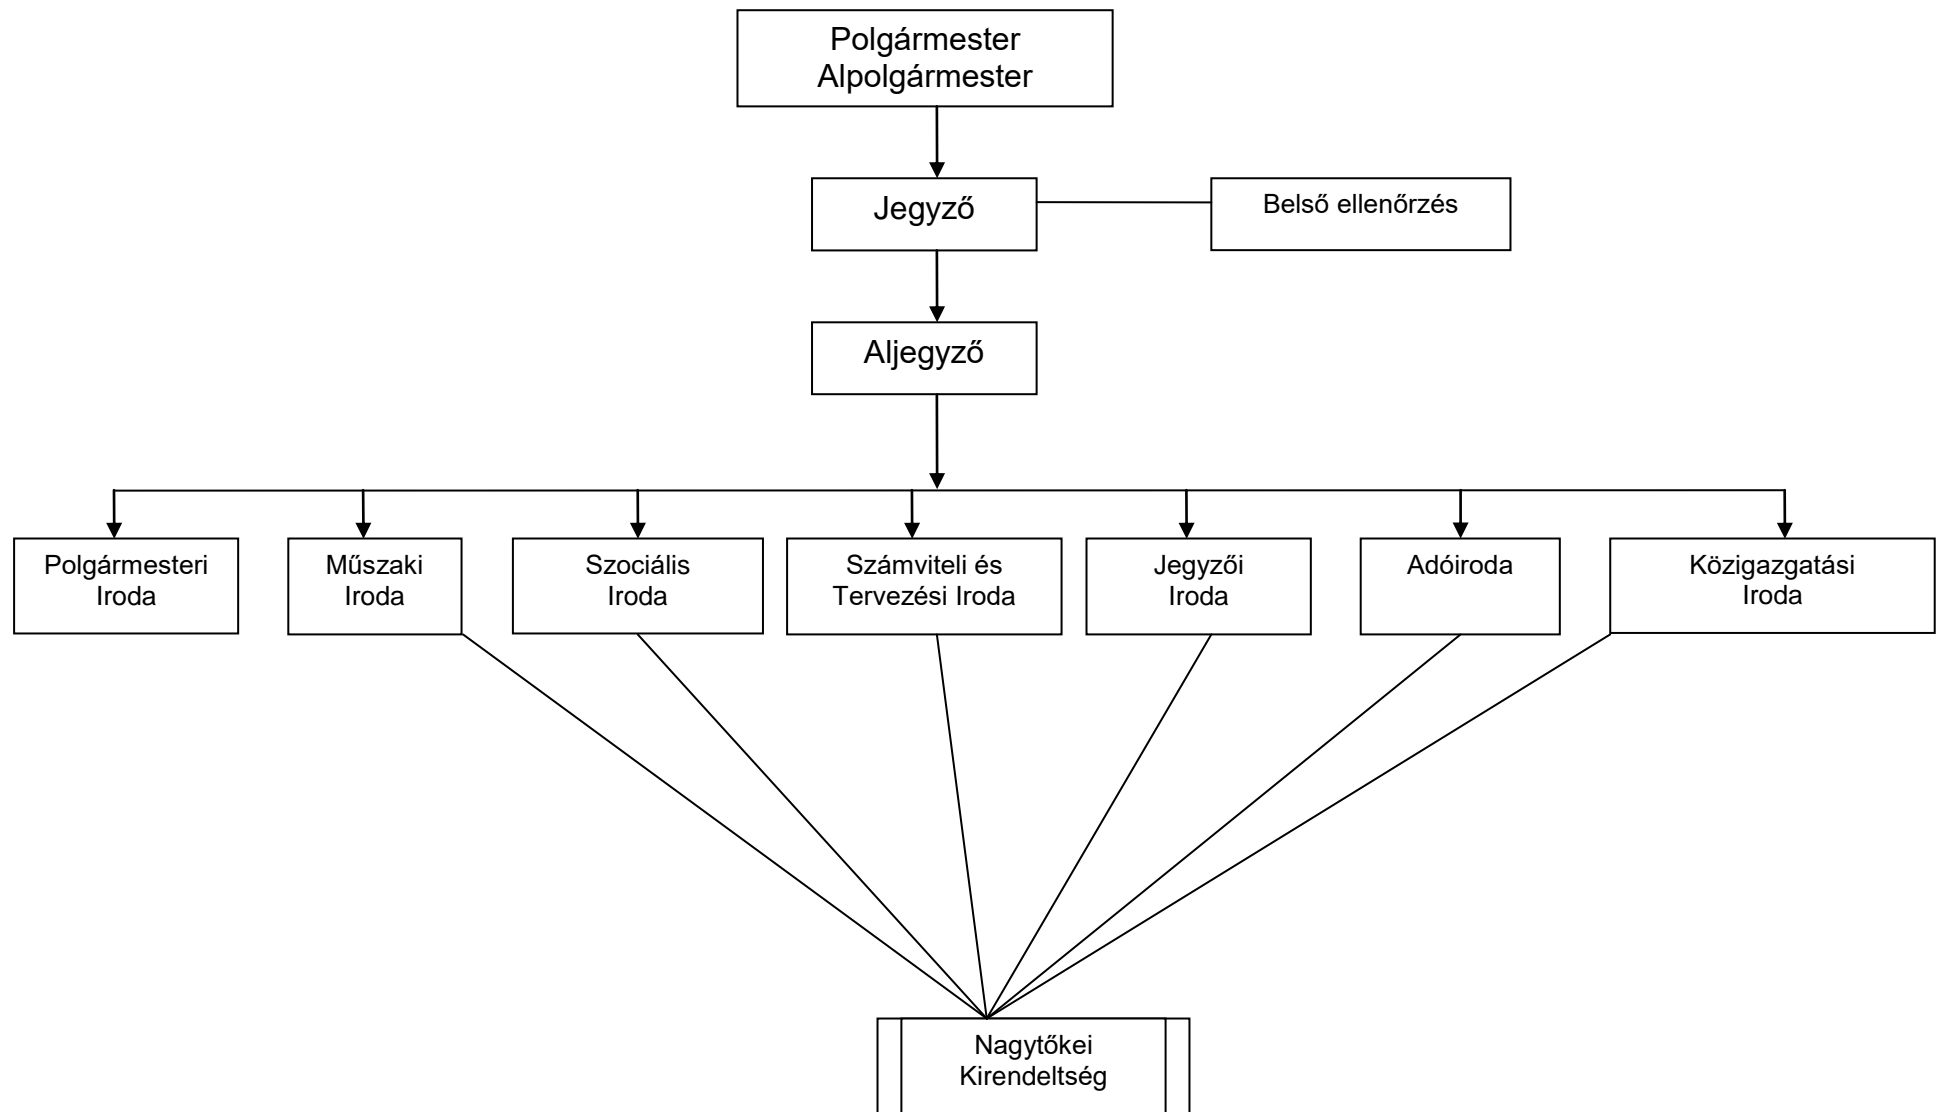 Polgármester
Alpolgármester
Jegyző
Belső ellenőrzés
Aljegyző
Polgármesteri
Iroda
Műszaki
Iroda
Szociális
Iroda
Számviteli és
Tervezési Iroda
Jegyzői
Iroda
Adóiroda
Közigazgatási
Iroda
Nagytőkei
Kirendeltség